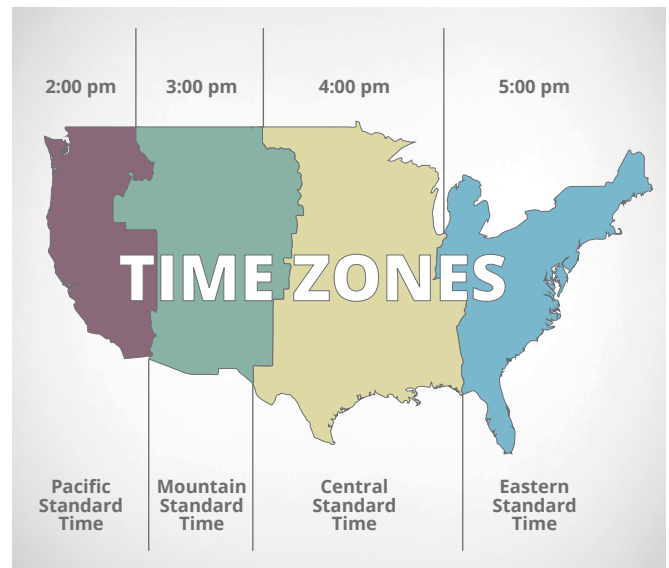 2:00 pm 3:00 pm 4:00 pm 5:00 pm
TIME ZONES
Pacific Mountain Central Eastern
Standard Standard Standard Standard
Time Time Time Time